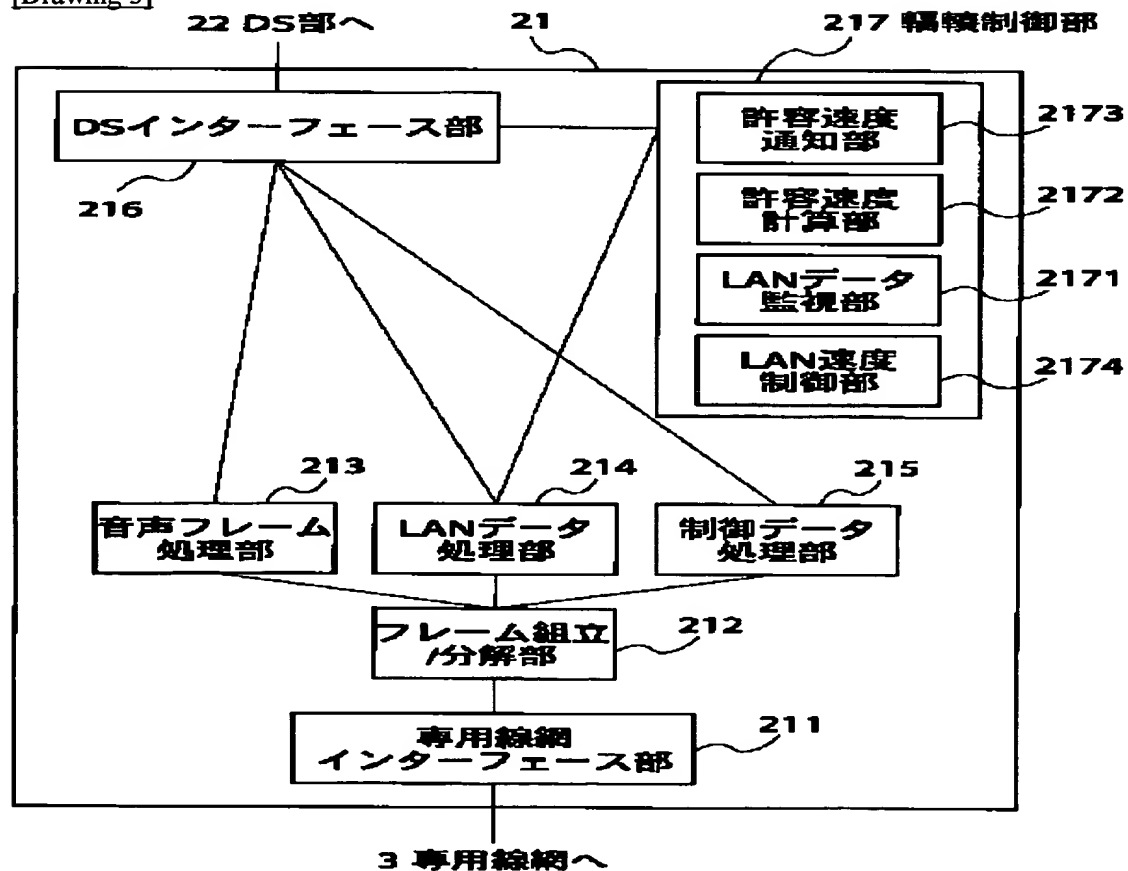 [Drawing 3]
22 DS部へ
21
217 輻輳制御部
DSインターフェース部
216
許容速度
通知部
2173
許容速度
計算部
2172
LANデータ
監視部
2171
LAN速度
制御部
2174
213
音声フレーム
処理部
214
LANデータ
処理部
215
制御データ
処理部
フレーム組立
/分解部
212
専用線網
インターフェース部
211
3 専用線網へ